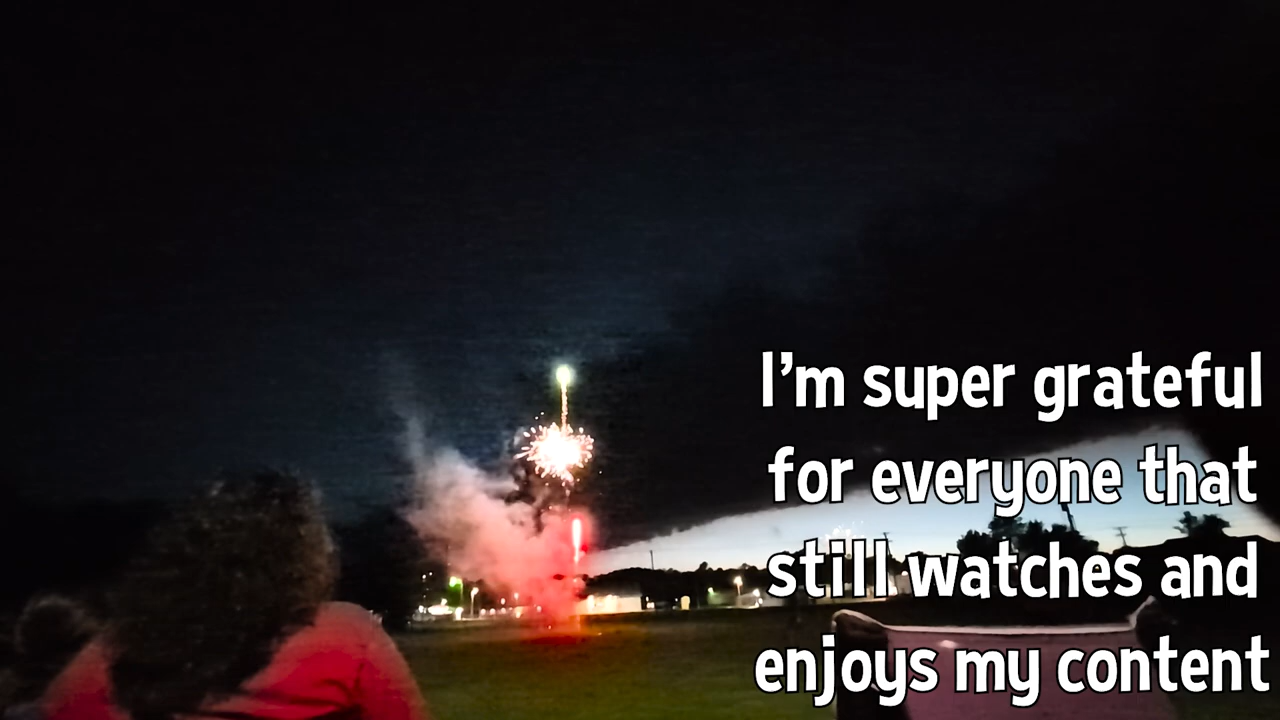 I'm super grateful
for everyone that
still watches and
enjoys my content